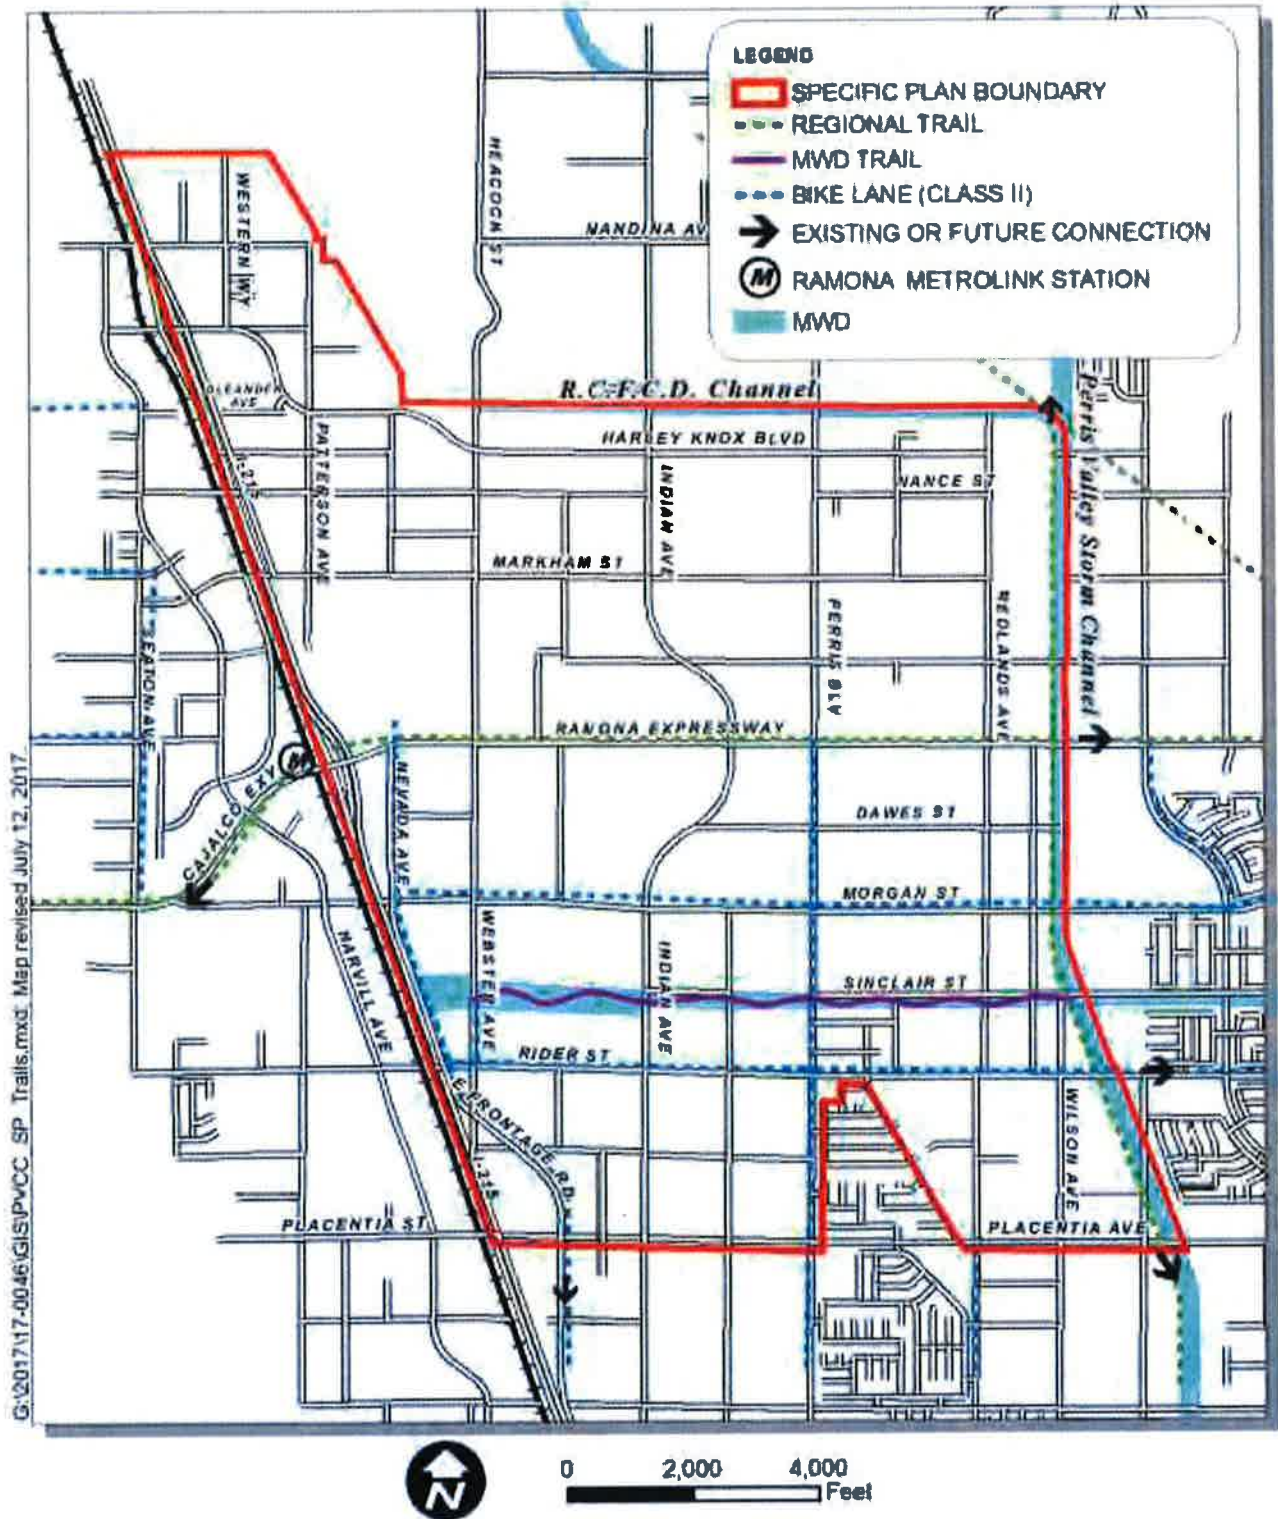 LEGEND
SPECIFIC PLAN BOUNDARY
REGIONAL TRAIL
MWD TRAIL
BIKE LANE (CLASS II)
EXISTING OR FUTURE CONNECTION
M RAMONA METROLINK STATION
MWD
HEACOCK ST
WESTERN WY
NANDINA AV
OLEANDER
AVE
R.C.F.C.D. Channel
Perris Valley Storm Channel
HARLEY KNOX BLVD
I-215
PATTERSON AVE
INDIAN AVE
NANCE ST
MARKHAM ST
SEATON AVE
PERRIS BLV
REDLANDS AVE
RAMONA EXPRESSWAY
M
CAJALCO EXY
NEVADA AVE
DAWES ST
MORGAN ST
HARVILL AVE
WEBSTER AVE
INDIAN AVE
SINCLAIR ST
RIDER ST
E FRONTAGE RD
I-215
WILSON AVE
PLACENTIA ST
PLACENTIA AVE
G:\2017\17-0046\GIS\PVCC_SP_Trails.mxd; Map revised July 12, 2017.
N
0 2,000 4,000
Feet